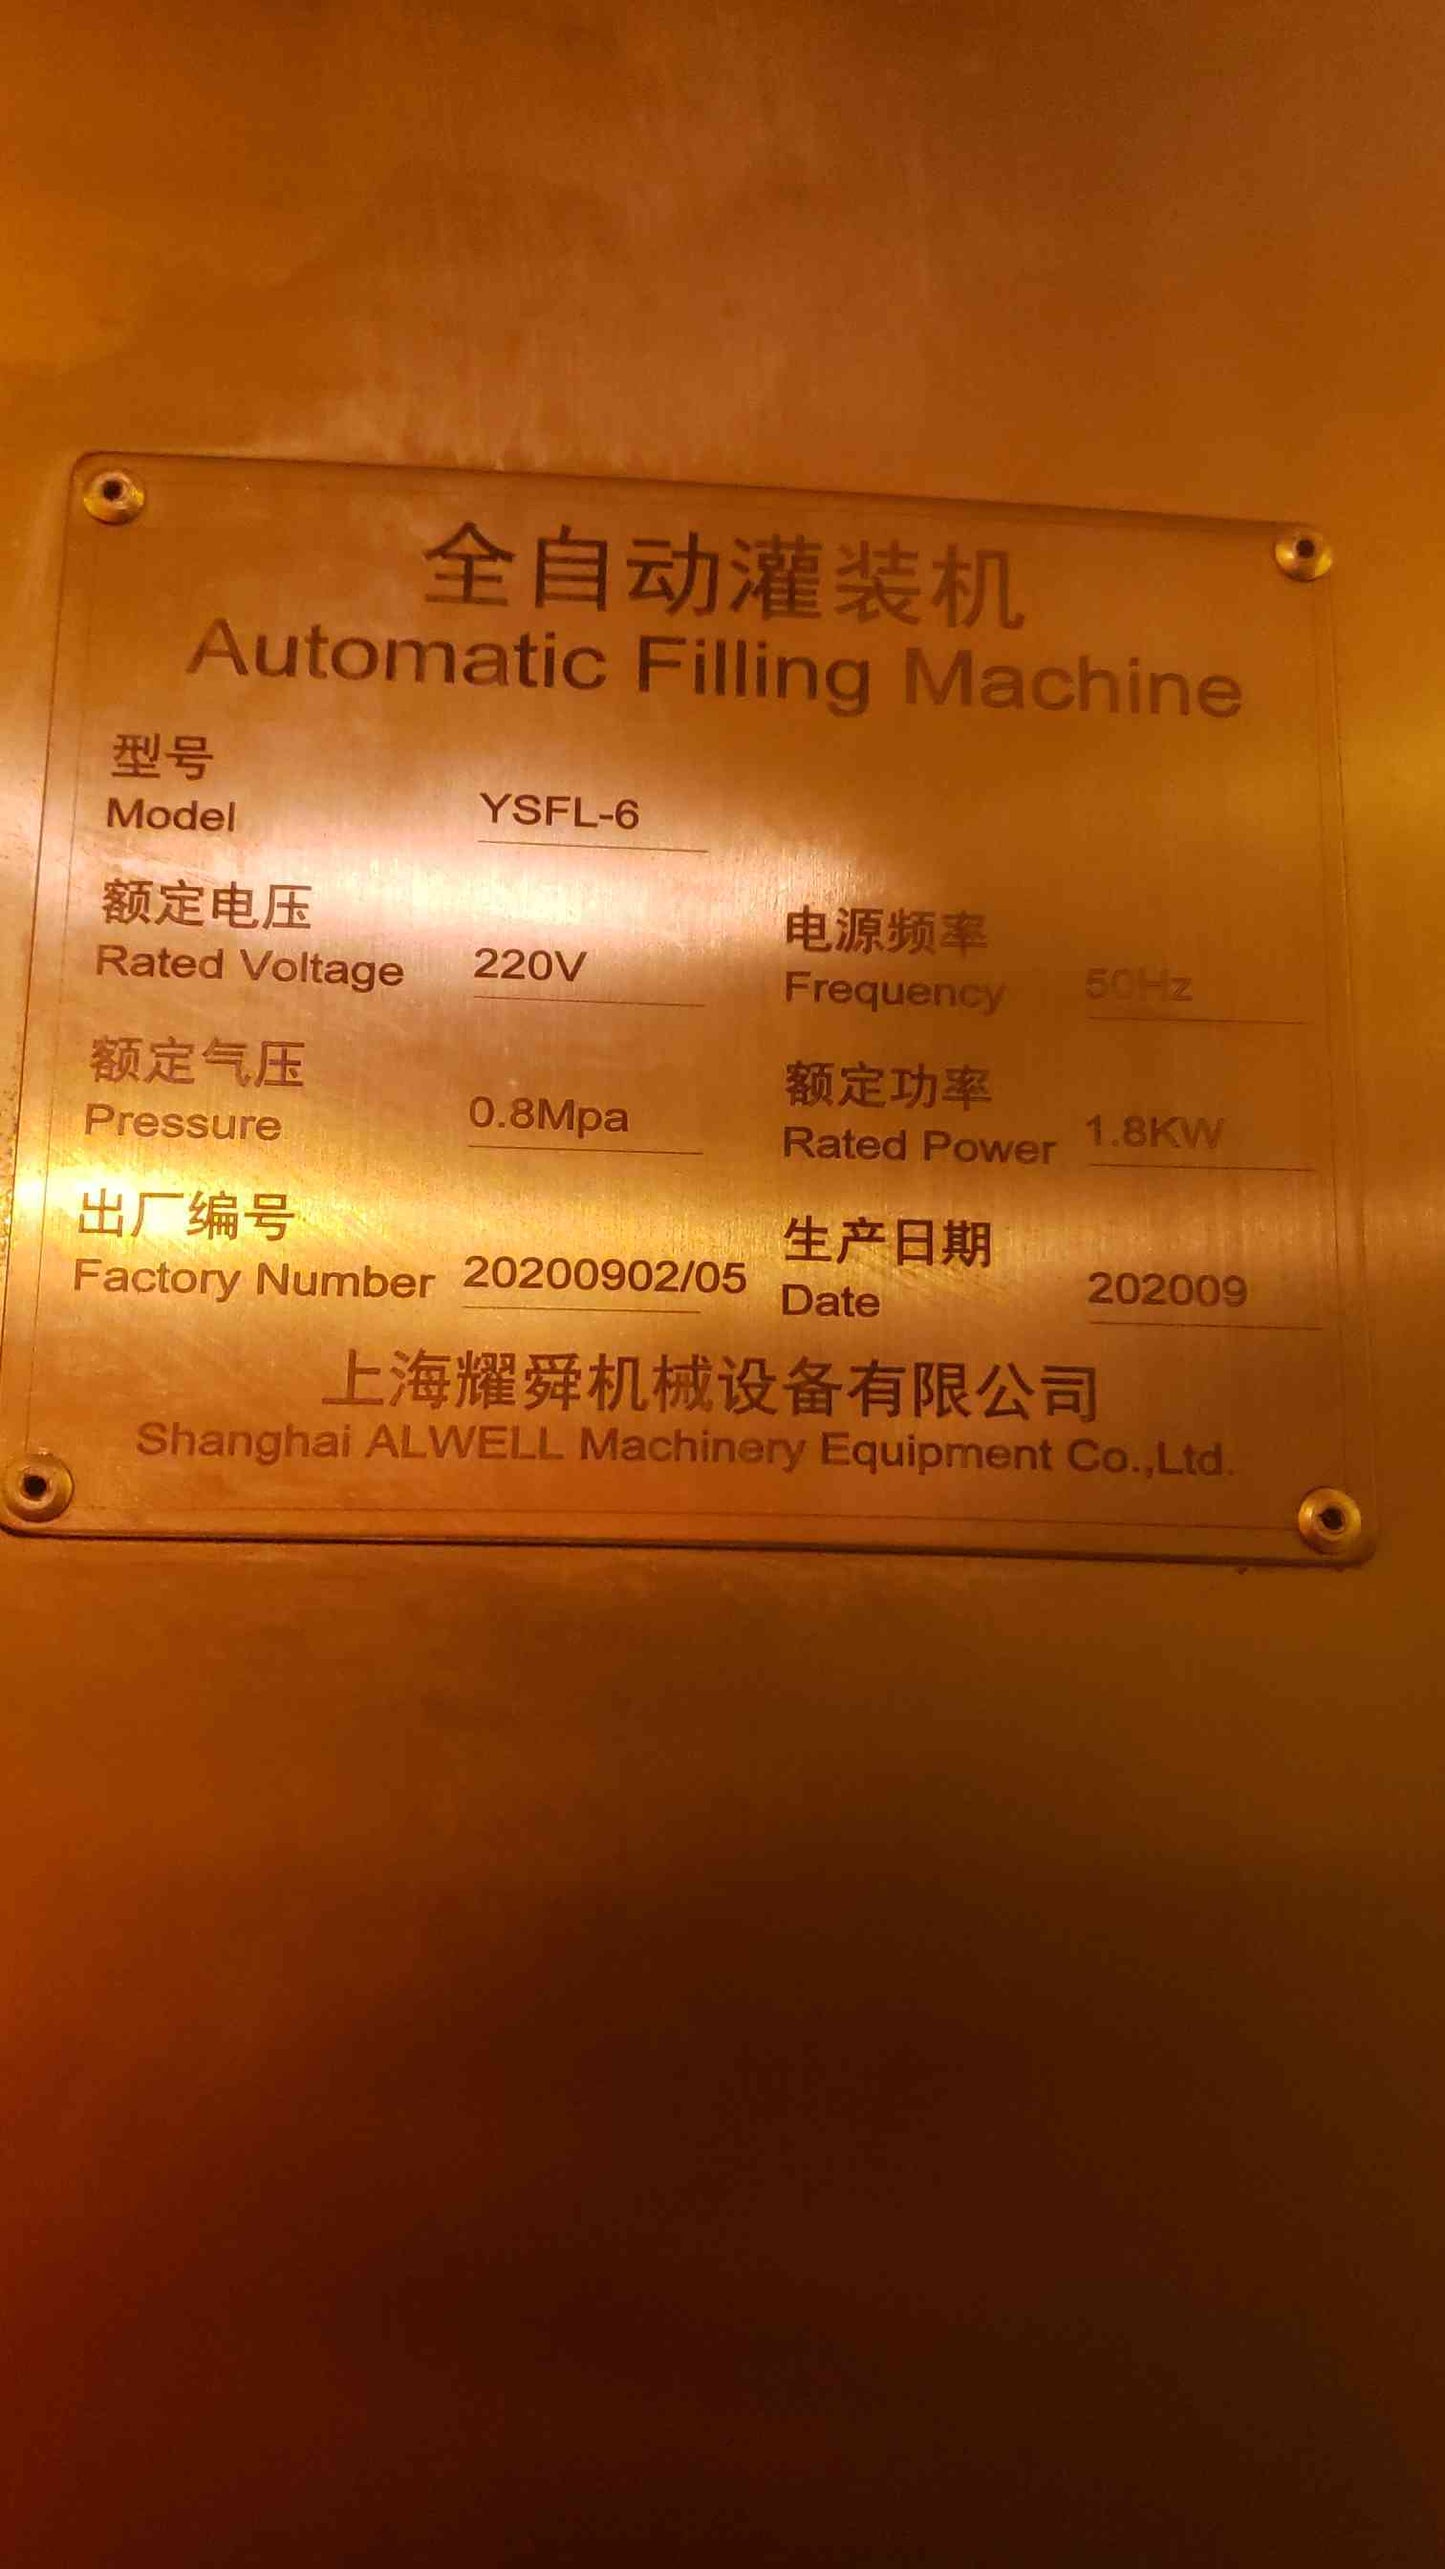 全自动灌装机
Automatic Filling Machine
型号
Model YSFL-6
额定电压 电源频率
Rated Voltage 220V Frequency 50Hz
额定气压 额定功率
Pressure 0.8Mpa Rated Power 1.8KW
出厂编号 生产日期
Factory Number 20200902/05 Date 202009
上海耀舜机械设备有限公司
Shanghai ALWELL Machinery Equipment Co.,Ltd.